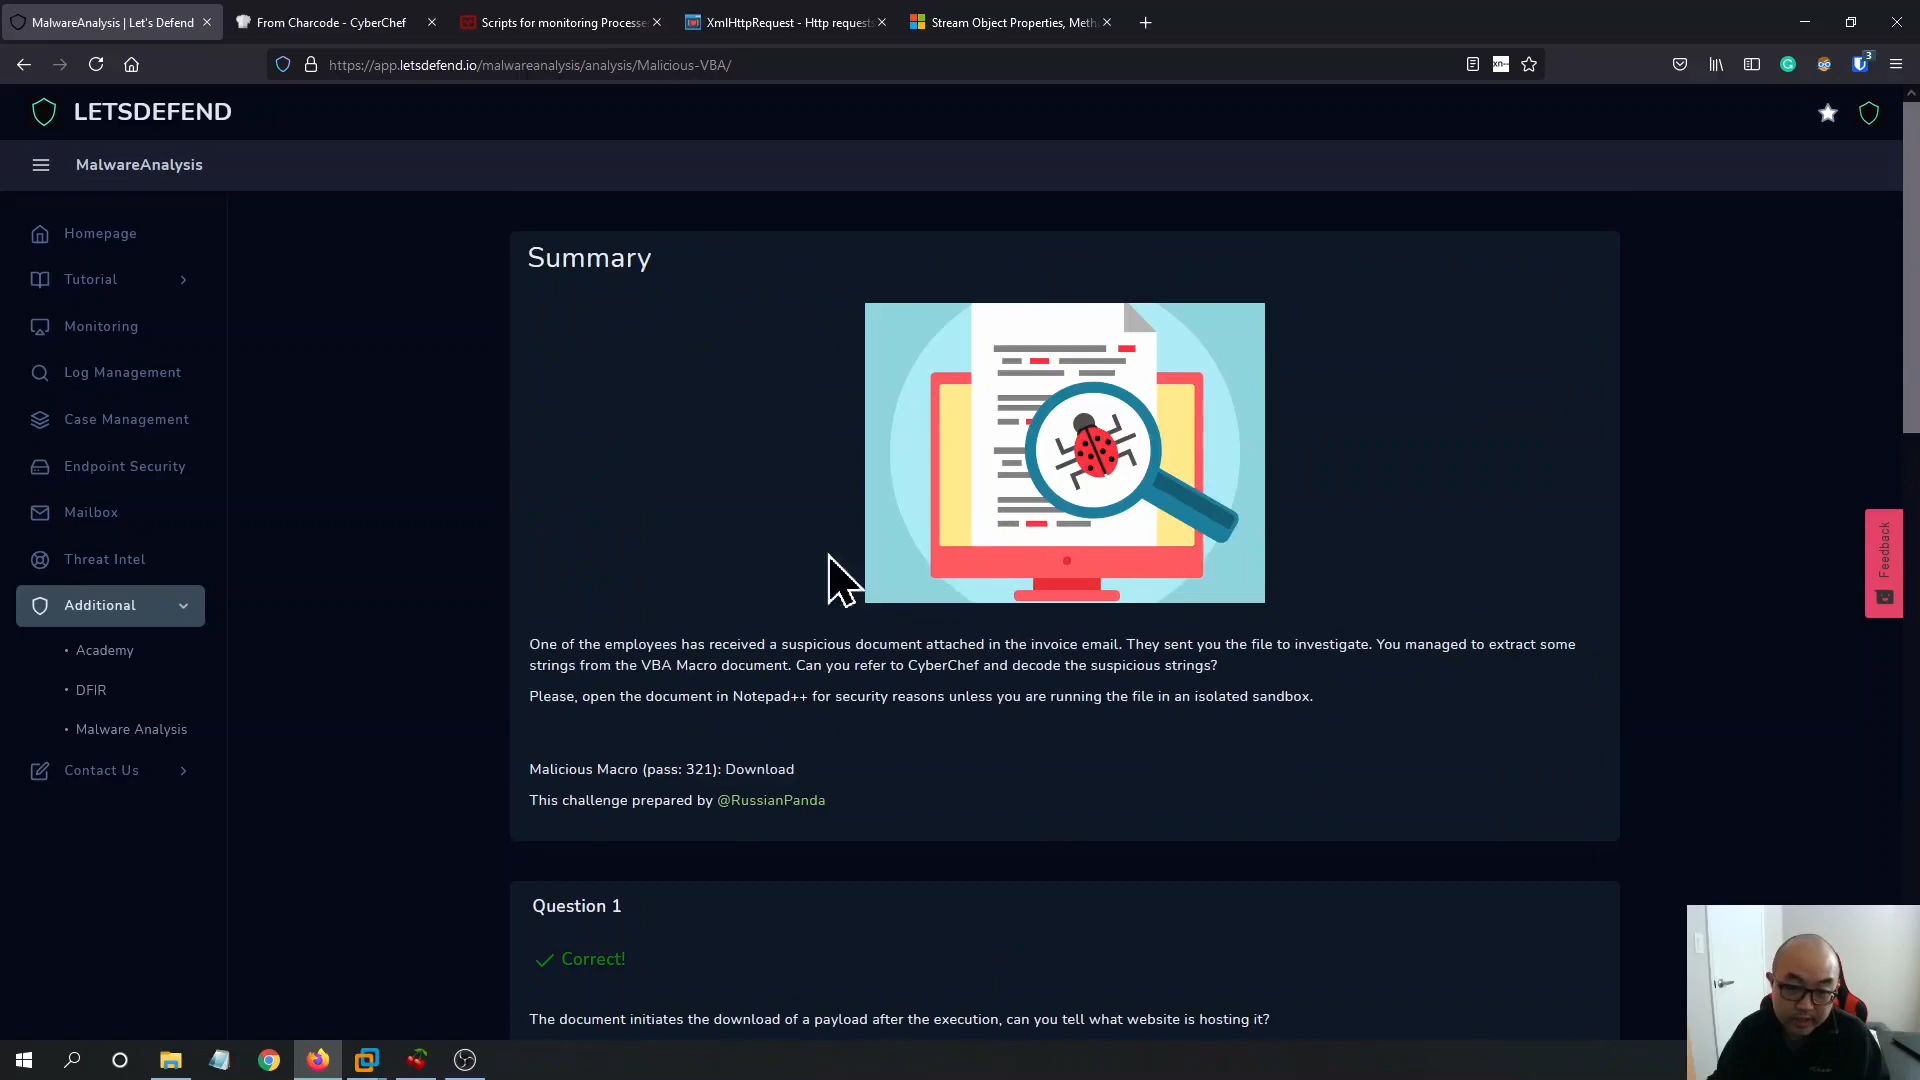 MalwareAnalysis | Let's Defend
From Charcode - CyberChef
Scripts for monitoring Processe
XmlHttpRequest - Http requests
Stream Object Properties, Meth
https://app.letsdefend.io/malwareanalysis/analysis/Malicious-VBA/
xn--
3
LETSDEFEND
MalwareAnalysis
Homepage
Tutorial
Monitoring
Log Management
Case Management
Endpoint Security
Mailbox
Threat Intel
Additional
Academy
DFIR
Malware Analysis
Contact Us
Summary
One of the employees has received a suspicious document attached in the invoice email. They sent you the file to investigate. You managed to extract some
strings from the VBA Macro document. Can you refer to CyberChef and decode the suspicious strings?
Please, open the document in Notepad++ for security reasons unless you are running the file in an isolated sandbox.
Malicious Macro (pass: 321): Download
This challenge prepared by @RussianPanda
Question 1
Correct!
The document initiates the download of a payload after the execution, can you tell what website is hosting it?
Feedback